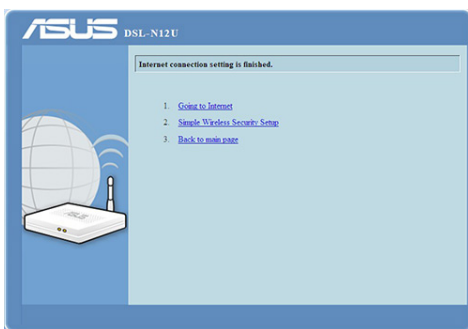 ASUS DSL-N12U
Internet connection setting is finished.
1. Going to Internet
2. Simple Wireless Security Setup
3. Back to main page
ASUS